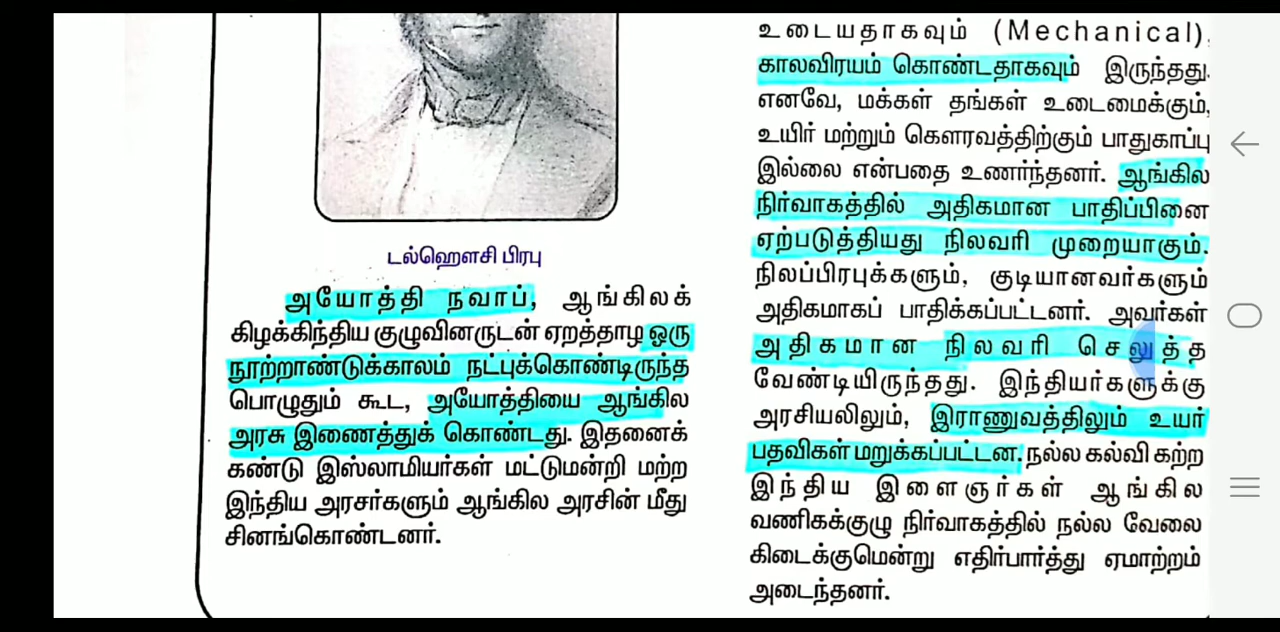 டல்ஹௌசி பிரபு
அயோத்தி நவாப், ஆங்கிலக்
கிழக்கிந்திய குழுவினருடன் ஏறத்தாழ ஒரு
நூற்றாண்டுக்காலம் நட்புக்கொண்டிருந்த
பொழுதும் கூட, அயோத்தியை ஆங்கில
அரசு இணைத்துக் கொண்டது. இதனைக்
கண்டு இஸ்லாமியர்கள் மட்டுமன்றி மற்ற
இந்திய அரசர்களும் ஆங்கில அரசின் மீது
சினங்கொண்டனர்.
உடையதாகவும் (Mechanical),
காலவிரயம் கொண்டதாகவும் இருந்தது.
எனவே, மக்கள் தங்கள் உடைமைக்கும்,
உயிர் மற்றும் கௌரவத்திற்கும் பாதுகாப்பு
இல்லை என்பதை உணர்ந்தனர். ஆங்கில
நிர்வாகத்தில் அதிகமான பாதிப்பினை
ஏற்படுத்தியது நிலவரி முறையாகும்.
நிலப்பிரபுக்களும், குடியானவர்களும்
அதிகமாகப் பாதிக்கப்பட்டனர். அவர்கள்
அதிகமான நிலவரி செலுத்த
வேண்டியிருந்தது. இந்தியர்களுக்கு
அரசியலிலும், இராணுவத்திலும் உயர்
பதவிகள் மறுக்கப்பட்டன. நல்ல கல்வி கற்ற
இந்திய இளைஞர்கள் ஆங்கில
வணிகக்குழு நிர்வாகத்தில் நல்ல வேலை
கிடைக்குமென்று எதிர்பார்த்து ஏமாற்றம்
அடைந்தனர்.